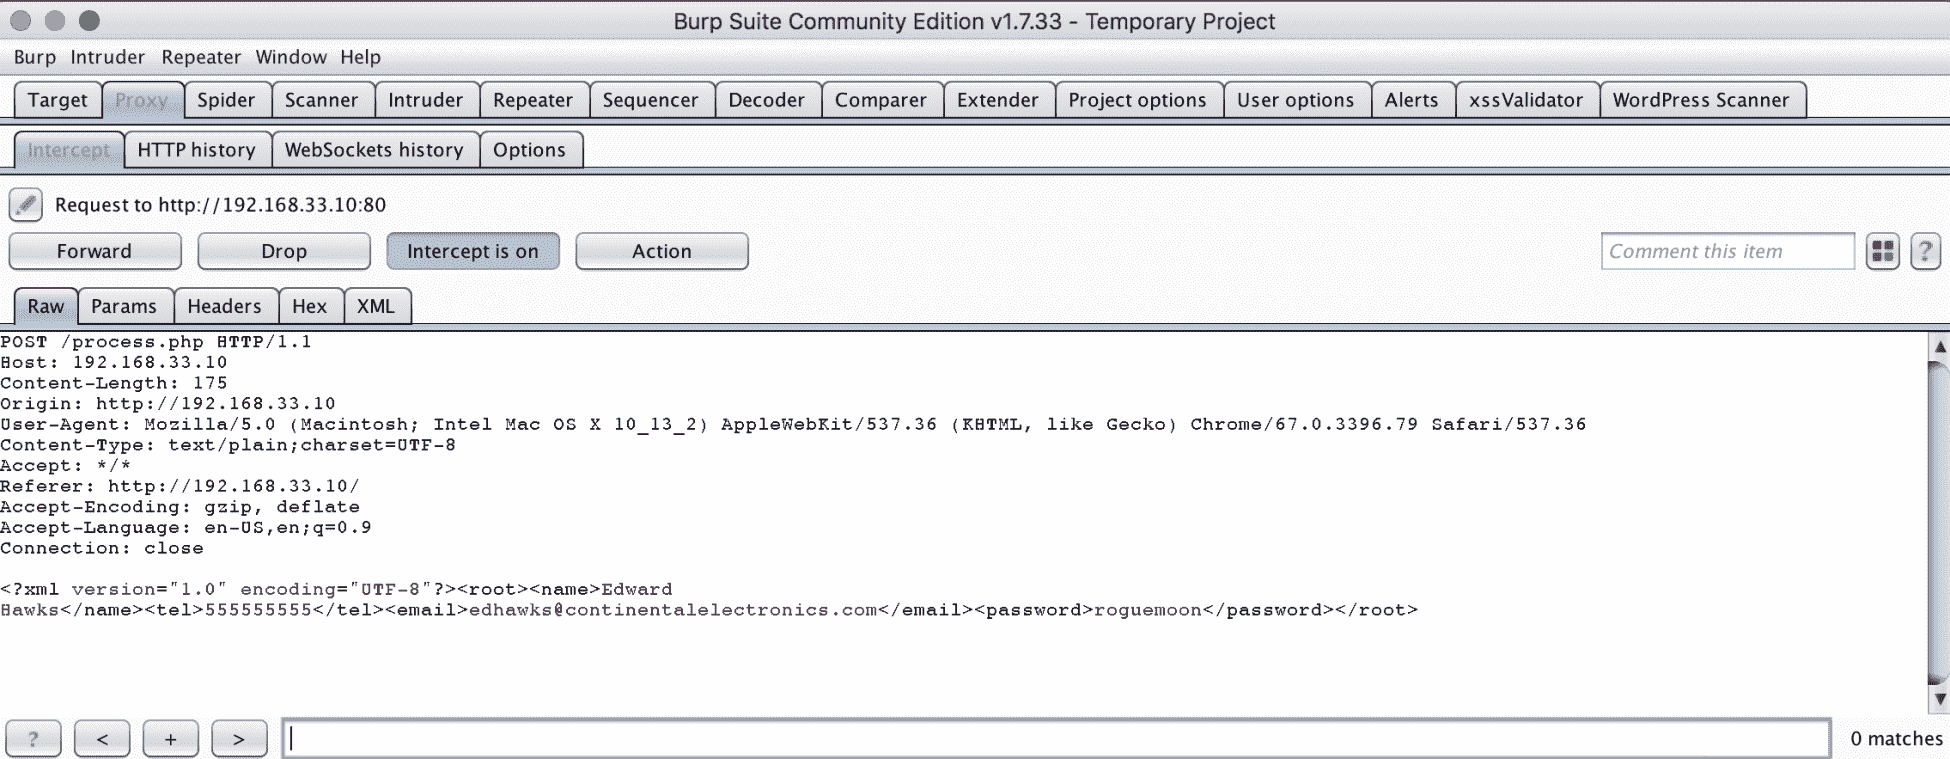 Burp Suite Community Edition v1.7.33 - Temporary Project
Burp Intruder Repeater Window Help
Target Proxy Spider Scanner Intruder Repeater Sequencer Decoder Comparer Extender Project options User options Alerts xssValidator WordPress Scanner
Intercept HTTP history WebSockets history Options
Request to http://192.168.33.10:80
Forward Drop Intercept is on Action Comment this item ?
Raw Params Headers Hex XML
POST /process.php HTTP/1.1
Host: 192.168.33.10
Content-Length: 175
Origin: http://192.168.33.10
User-Agent: Mozilla/5.0 (Macintosh; Intel Mac OS X 10_13_2) AppleWebKit/537.36 (KHTML, like Gecko) Chrome/67.0.3396.79 Safari/537.36
Content-Type: text/plain;charset=UTF-8
Accept: */*
Referer: http://192.168.33.10/
Accept-Encoding: gzip, deflate
Accept-Language: en-US,en;q=0.9
Connection: close
<?xml version="1.0" encoding="UTF-8"?><root><name>Edward
Hawks</name><tel>555555555</tel><email>edhawks@continentalelectronics.com</email><password>roguemoon</password></root>
? < + > 0 matches